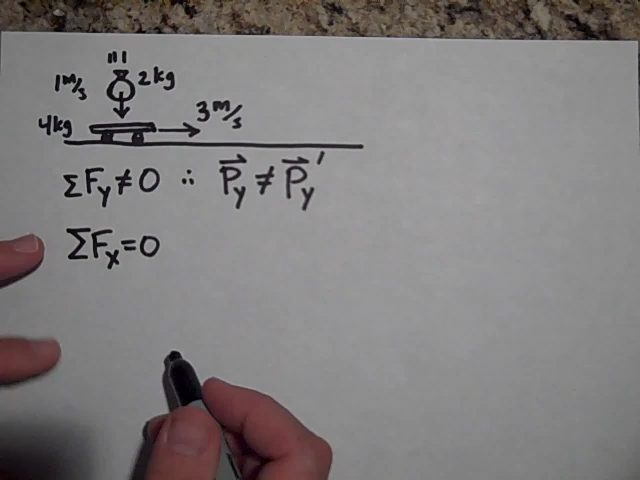 1 m/s 2kg
4kg 3 m/s
ΣFy≠0 ∴ P⃗y ≠ P⃗y'
ΣFx=0